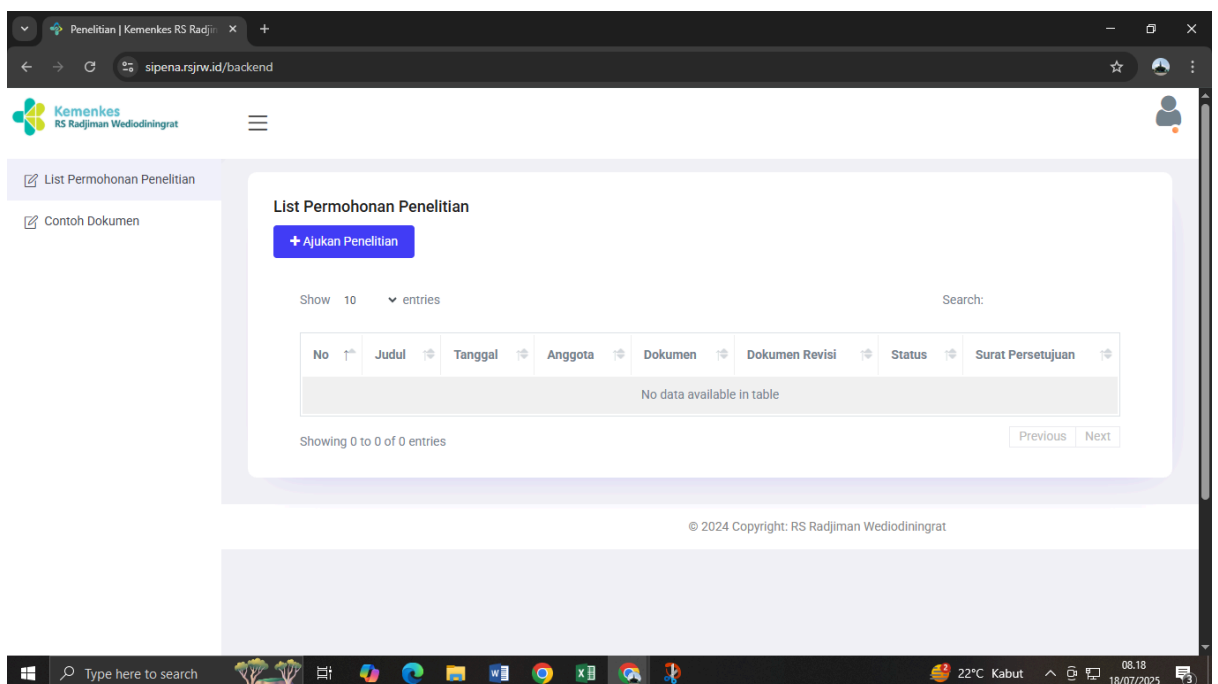 Penelitian | Kemenkes RS Radjin
sipena.rsjrw.id/backend
Kemenkes
RS Radjiman Wediodiningrat
List Permohonan Penelitian
Contoh Dokumen
List Permohonan Penelitian
+ Ajukan Penelitian
Show 10 entries
Search:
No Judul Tanggal Anggota Dokumen Dokumen Revisi Status Surat Persetujuan
No data available in table
Showing 0 to 0 of 0 entries
Previous Next
© 2024 Copyright: RS Radjiman Wediodiningrat
Type here to search
22°C Kabut
08.18
18/07/2025